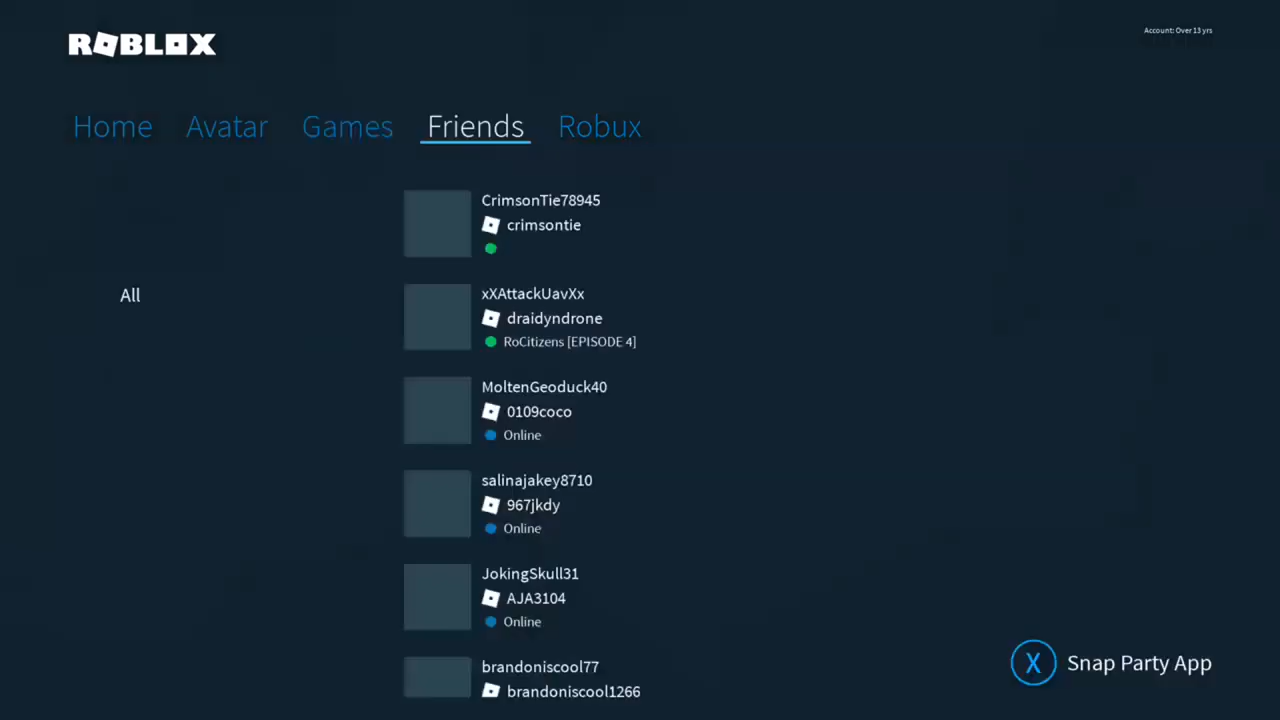 ROBLOX
Account: Over 13 yrs
Home Avatar Games Friends Robux
All
CrimsonTie78945
crimsontie
xXAttackUavXx
draidyndrone
RoCitizens [EPISODE 4]
MoltenGeoduck40
0109coco
Online
salinajakey8710
967jkdy
Online
JokingSkull31
AJA3104
Online
brandoniscool77
brandoniscool1266
X Snap Party App